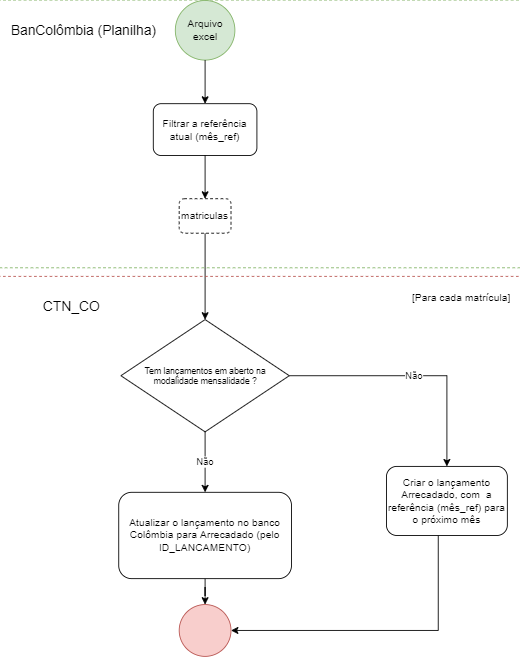 BanColômbia (Planilha)
Arquivo
excel
Filtrar a referência
atual (mês_ref)
matriculas
CTN_CO
[Para cada matrícula]
Tem lançamentos em aberto na
modalidade mensalidade ?
Não
Não
Criar o lançamento
Arrecadado, com a
referência (mês_ref) para
o próximo mês
Atualizar o lançamento no banco
Colômbia para Arrecadado (pelo
ID_LANCAMENTO)